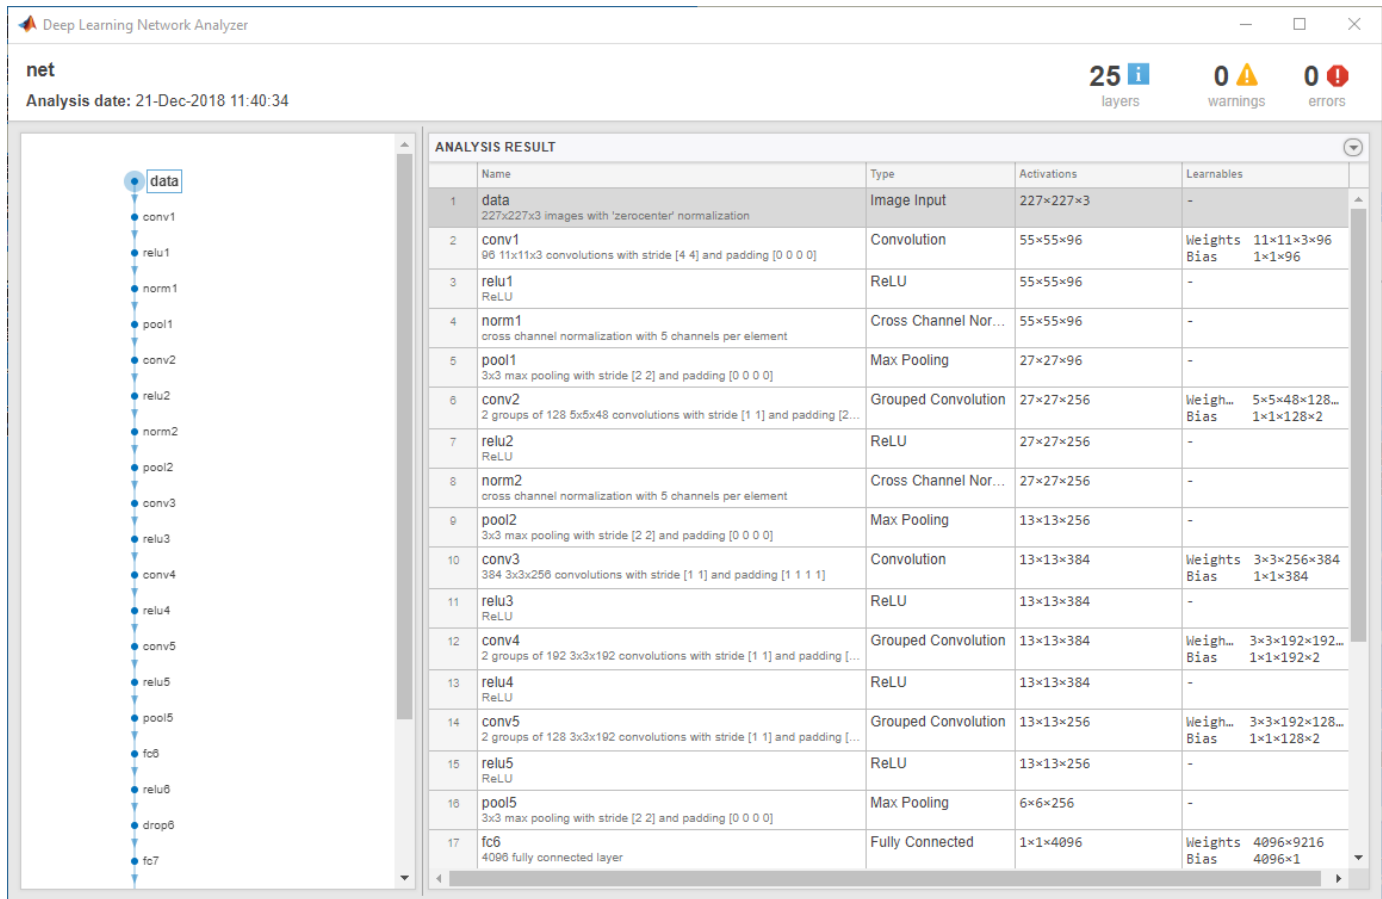 Deep Learning Network Analyzer
net
Analysis date: 21-Dec-2018 11:40:34
25 i
layers
0
warnings
0
errors
data
conv1
relu1
norm1
pool1
conv2
relu2
norm2
pool2
conv3
relu3
conv4
relu4
conv5
relu5
pool5
fc6
relu6
drop6
fc7
ANALYSIS RESULT
Name Type Activations Learnables
1 data Image Input 227×227×3 -
227x227x3 images with 'zerocenter' normalization
2 conv1 Convolution 55×55×96 Weights 11×11×3×96
96 11x11x3 convolutions with stride [4 4] and padding [0 0 0 0] Bias 1×1×96
3 relu1 ReLU 55×55×96 -
ReLU
4 norm1 Cross Channel Nor... 55×55×96 -
cross channel normalization with 5 channels per element
5 pool1 Max Pooling 27×27×96 -
3x3 max pooling with stride [2 2] and padding [0 0 0 0]
6 conv2 Grouped Convolution 27×27×256 Weigh… 5×5×48×128…
2 groups of 128 5x5x48 convolutions with stride [1 1] and padding [2... Bias 1×1×128×2
7 relu2 ReLU 27×27×256 -
ReLU
8 norm2 Cross Channel Nor... 27×27×256 -
cross channel normalization with 5 channels per element
9 pool2 Max Pooling 13×13×256 -
3x3 max pooling with stride [2 2] and padding [0 0 0 0]
10 conv3 Convolution 13×13×384 Weights 3×3×256×384
384 3x3x256 convolutions with stride [1 1] and padding [1 1 1 1] Bias 1×1×384
11 relu3 ReLU 13×13×384 -
ReLU
12 conv4 Grouped Convolution 13×13×384 Weigh… 3×3×192×192…
2 groups of 192 3x3x192 convolutions with stride [1 1] and padding [... Bias 1×1×192×2
13 relu4 ReLU 13×13×384 -
ReLU
14 conv5 Grouped Convolution 13×13×256 Weigh… 3×3×192×128…
2 groups of 128 3x3x192 convolutions with stride [1 1] and padding [... Bias 1×1×128×2
15 relu5 ReLU 13×13×256 -
ReLU
16 pool5 Max Pooling 6×6×256 -
3x3 max pooling with stride [2 2] and padding [0 0 0 0]
17 fc6 Fully Connected 1×1×4096 Weights 4096×9216
4096 fully connected layer Bias 4096×1